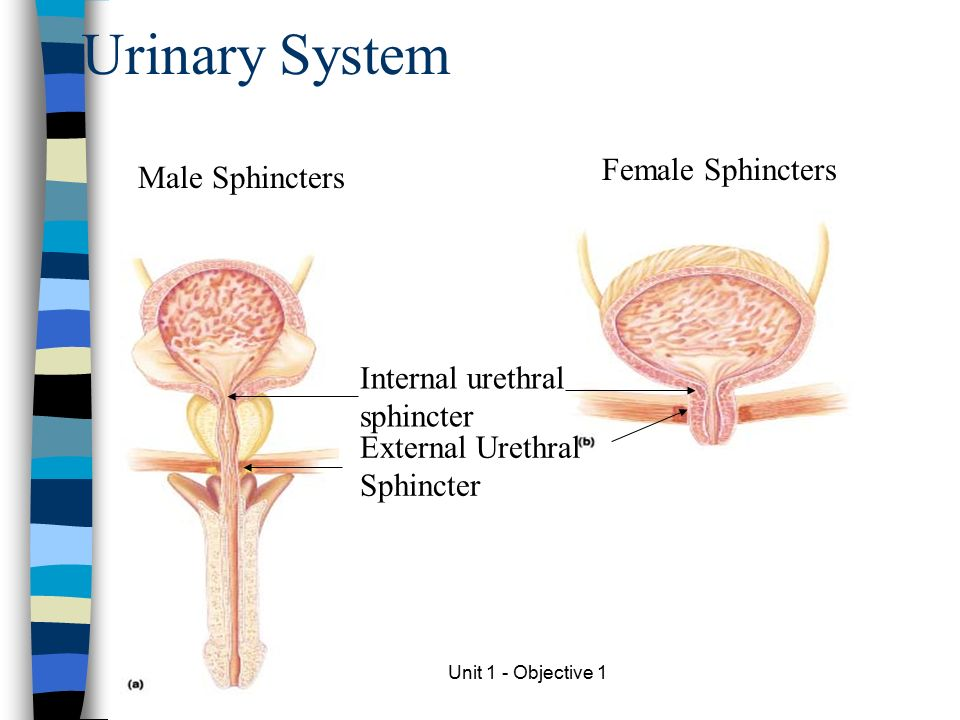 Urinary System
Male Sphincters
Female Sphincters
Internal urethral
sphincter
External Urethral
Sphincter
(b)
(a)
Unit 1 - Objective 1